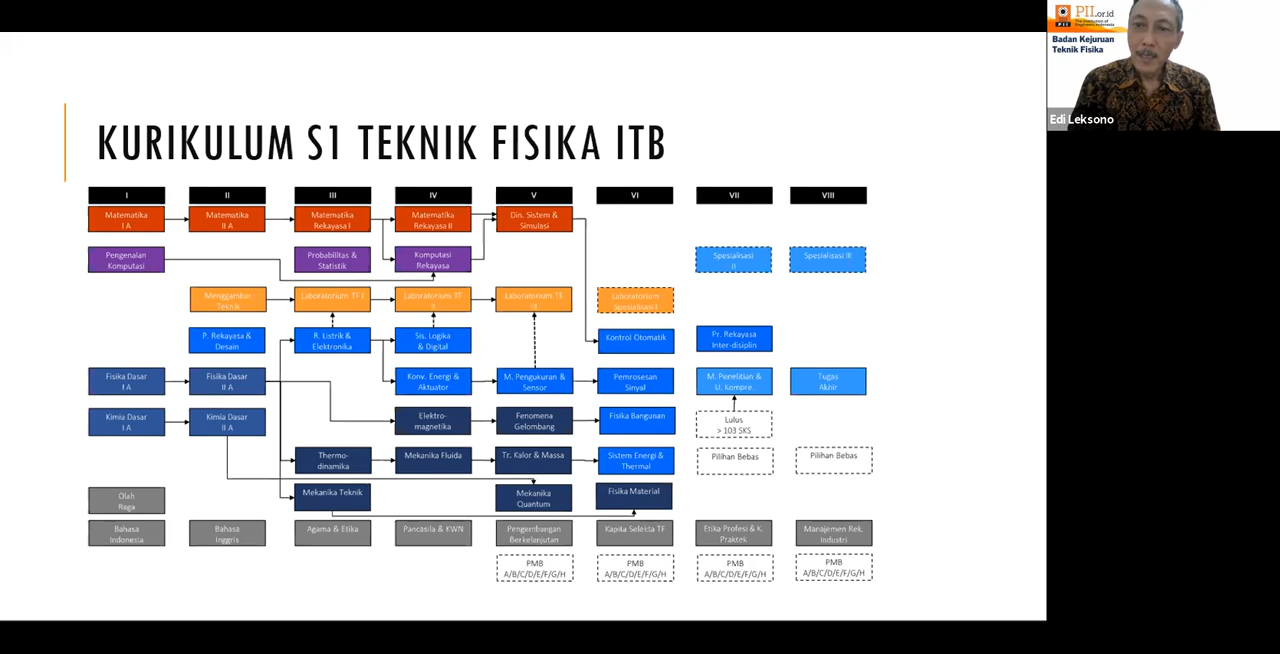 PII.or.id
The Institution of
Engineers Indonesia
PII
Badan Kejuruan
Teknik Fisika
Edi Leksono
KURIKULUM S1 TEKNIK FISIKA ITB
I II III IV V VI VII VIII
Matematika
I A
Matematika
II A
Matematika
Rekayasa I
Matematika
Rekayasa II
Din. Sistem &
Simulasi
Pengenalan
Komputasi
Probabilitas &
Statistik
Komputasi
Rekayasa
Spesialisasi
II
Spesialisasi III
Menggambar
Teknik
Laboratorium TF I
Laboratorium TF
II
Laboratorium TF
III
Laboratorium
Spesialisasi I
P. Rekayasa &
Desain
R. Listrik &
Elektronika
Sis. Logika
& Digital
Kontrol Otomatik
Pr. Rekayasa
Inter-disiplin
Fisika Dasar
I A
Fisika Dasar
II A
Konv. Energi &
Aktuator
M. Pengukuran &
Sensor
Pemrosesan
Sinyal
M. Penelitian &
U. Kompre.
Tugas
Akhir
Kimia Dasar
I A
Kimia Dasar
II A
Elektro-
magnetika
Fenomena
Gelombang
Fisika Bangunan
Lulus
> 103 SKS
Thermo-
dinamika
Mekanika Fluida
Tr. Kalor & Massa
Sistem Energi &
Thermal
Pilihan Bebas
Pilihan Bebas
Olah
Raga
Mekanika Teknik
Mekanika
Quantum
Fisika Material
Bahasa
Indonesia
Bahasa
Inggris
Agama & Etika
Pancasila & KWN
Pengembangan
Berkelanjutan
Kapita Selekta TF
Etika Profesi & K.
Praktek
Manajemen Rek.
Industri
PMB
A/B/C/D/E/F/G/H
PMB
A/B/C/D/E/F/G/H
PMB
A/B/C/D/E/F/G/H
PMB
A/B/C/D/E/F/G/H